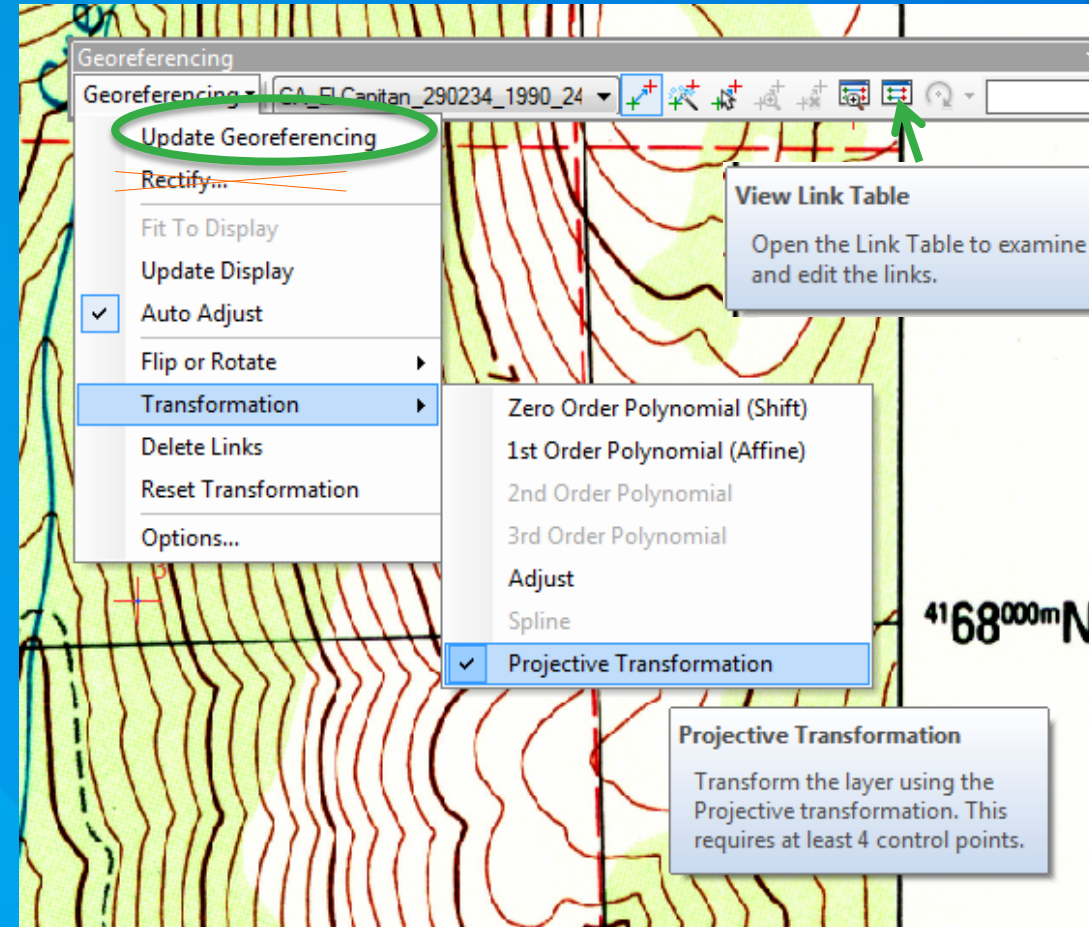 Georeferencing
Georeferencing CA_ElCapitan_290234_1990_24
Update Georeferencing
Rectify...
Fit To Display
Update Display
Auto Adjust
Flip or Rotate
Transformation
Delete Links
Reset Transformation
Options...
View Link Table
Open the Link Table to examine
and edit the links.
Zero Order Polynomial (Shift)
1st Order Polynomial (Affine)
2nd Order Polynomial
3rd Order Polynomial
Adjust
Spline
Projective Transformation
3
4168000mN
Projective Transformation
Transform the layer using the
Projective transformation. This
requires at least 4 control points.